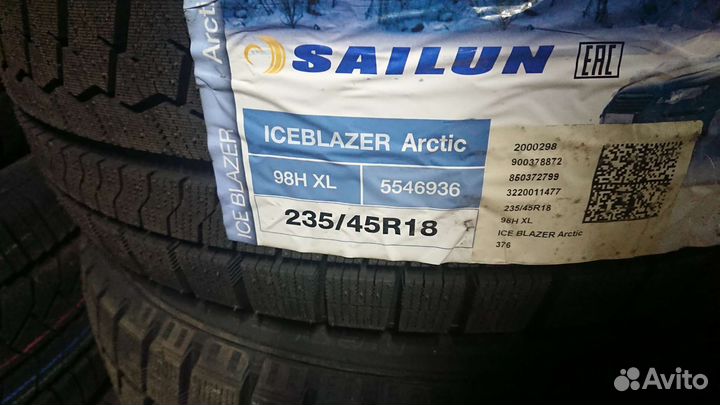 Arct
SAILUN
EAC
ICE BLAZER
ICEBLAZER Arctic
98H XL
5546936
235/45R18
2000298
900378872
850372799
3220011477
235/45R18
98H XL
ICE BLAZER Arctic
376
Avito